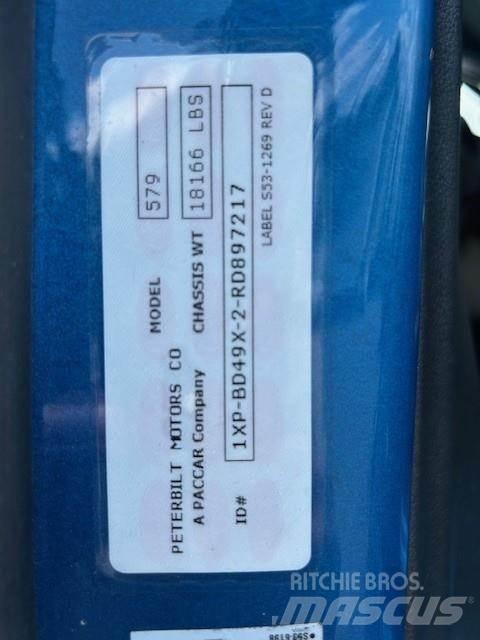 PETERBILT MOTORS CO MODEL 579
A PACCAR Company CHASSIS WT 18166 LBS
ID# 1XP-BD49X-2-RD897217
LABEL S53-1269 REV D
RITCHIE BROS.
MASCUS